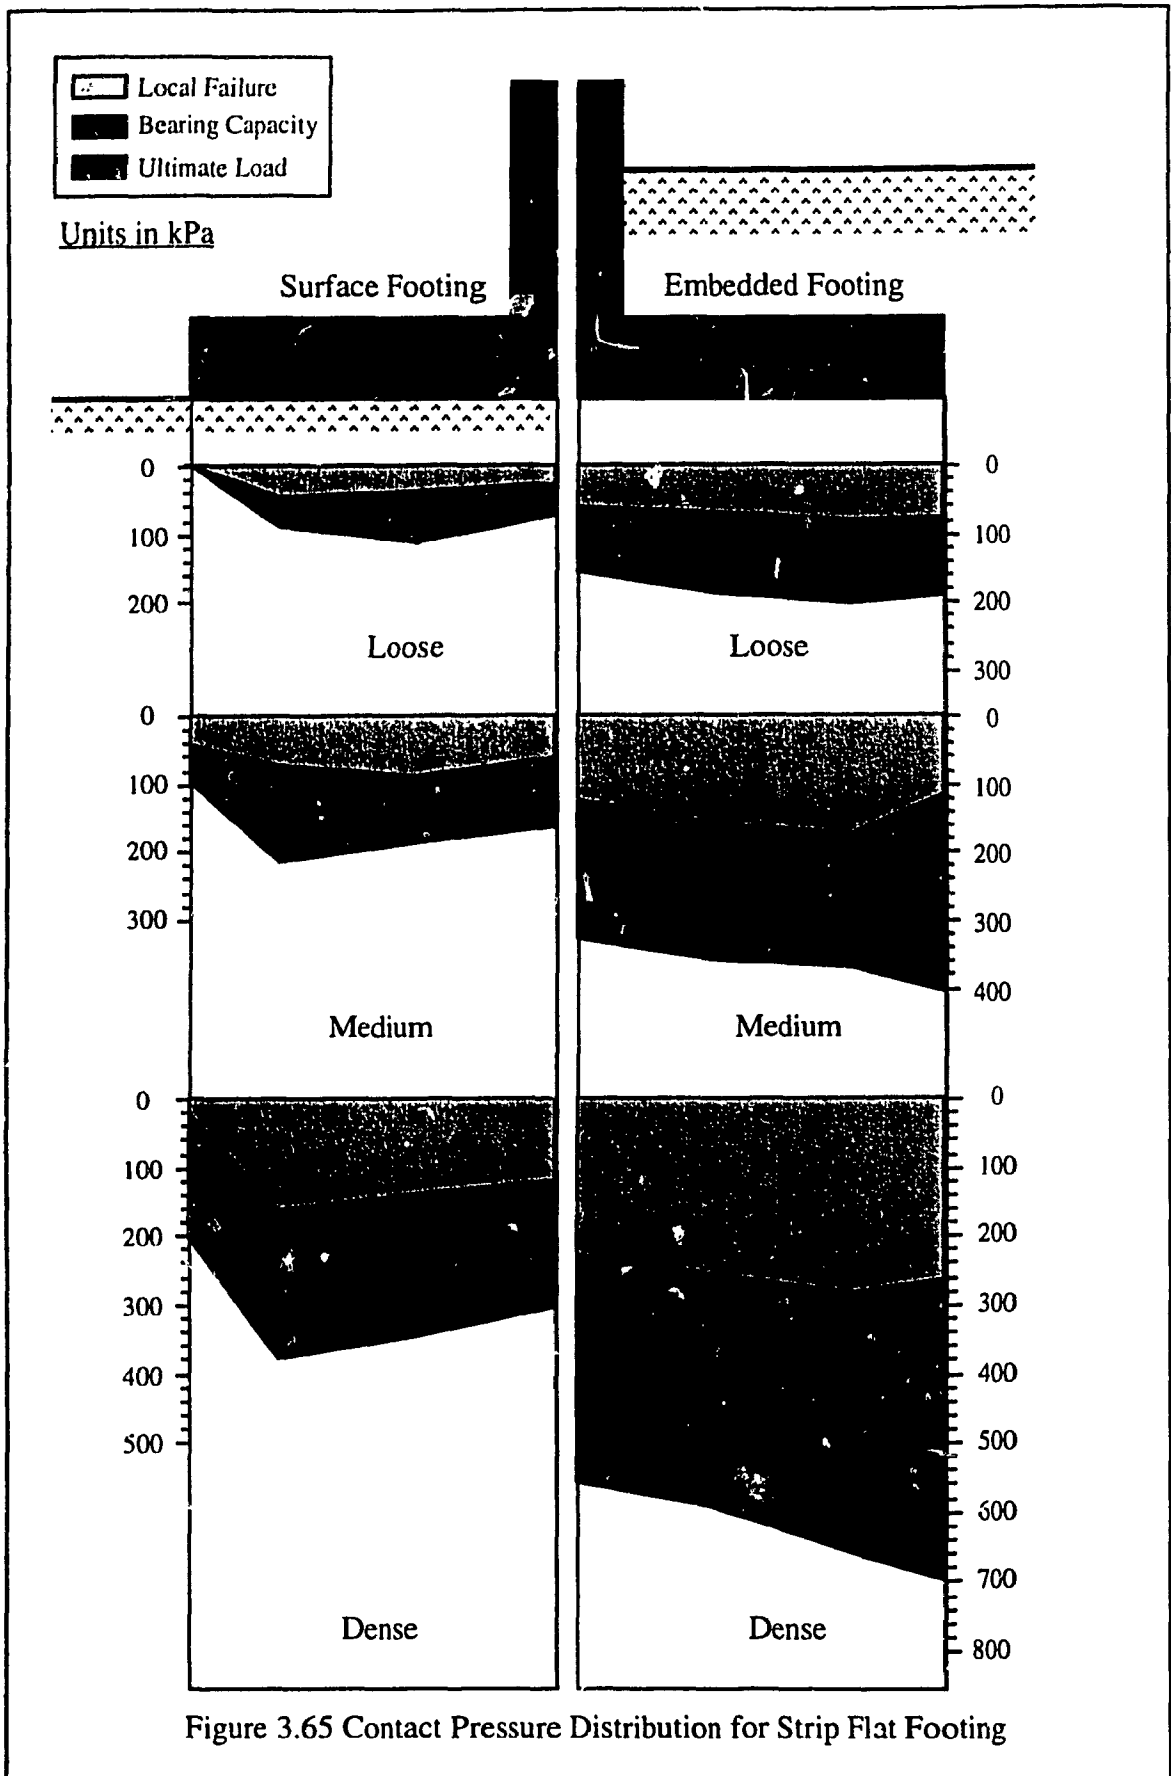 Local Failure
Bearing Capacity
Ultimate Load
Units in kPa
Surface Footing
Embedded Footing
0
100
200
Loose
0
100
200
300
Loose
0
100
200
300
Medium
0
100
200
300
400
Medium
0
100
200
300
400
500
Dense
0
100
200
300
400
500
600
700
800
Dense
Figure 3.65 Contact Pressure Distribution for Strip Flat Footing